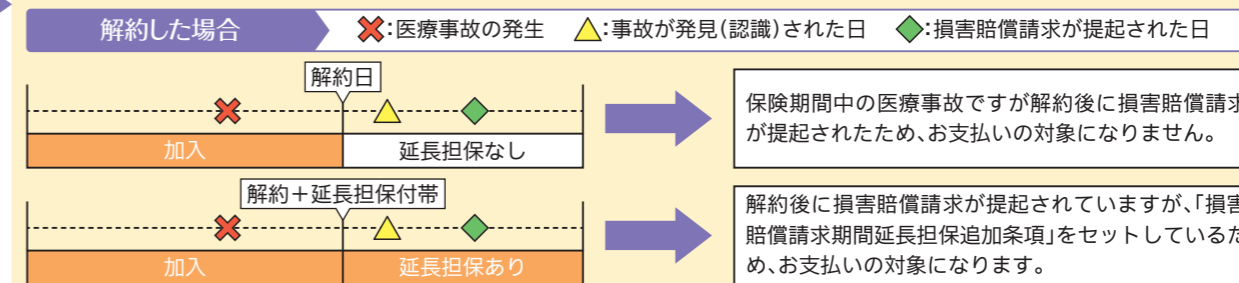 解約した場合
✖:医療事故の発生 △:事故が発見(認識)された日 ◆:損害賠償請求が提起された日
解約日
加入
延長担保なし
保険期間中の医療事故ですが解約後に損害賠償請求
が提起されたため、お支払いの対象になりません。
解約+延長担保付帯
加入
延長担保あり
解約後に損害賠償請求が提起されていますが、「損害
賠償請求期間延長担保追加条項」をセットしているた
め、お支払いの対象になります。